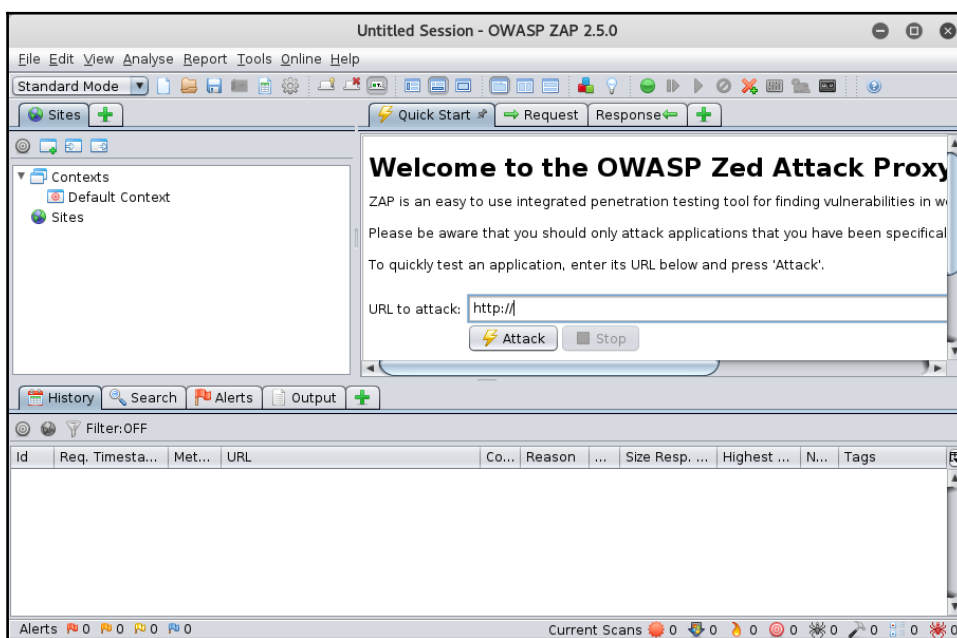 Untitled Session - OWASP ZAP 2.5.0
File Edit View Analyse Report Tools Online Help
Standard Mode
Sites
Quick Start Request Response
Contexts
Default Context
Sites
Welcome to the OWASP Zed Attack Proxy
ZAP is an easy to use integrated penetration testing tool for finding vulnerabilities in w
Please be aware that you should only attack applications that you have been specifical
To quickly test an application, enter its URL below and press 'Attack'.
URL to attack: http://
Attack Stop
History Search Alerts Output
Filter:OFF
Id Req. Timesta... Met... URL Co... Reason ... Size Resp. ... Highest ... N... Tags
Alerts 0 0 0 0 Current Scans 0 0 0 0 0 0 0 0